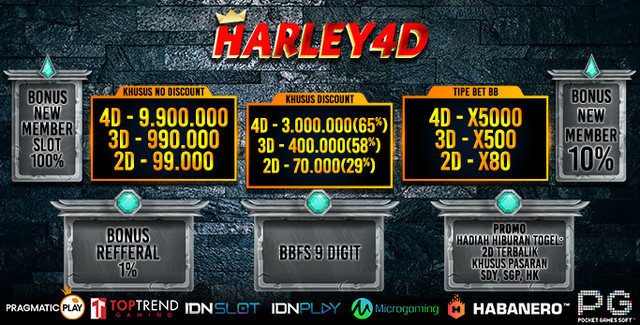 HARLEY4D
BONUS
NEW
MEMBER
SLOT
100%
KHUSUS NO DISCOUNT
4D - 9.900.000
3D - 990.000
2D - 99.000
KHUSUS DISCOUNT
4D - 3.000.000(65%)
3D - 400.000(58%)
2D - 70.000(29%)
TIPE BET BB
4D - X5000
3D - X500
2D - X80
BONUS
NEW
MEMBER
10%
BONUS
REFFERAL
1%
BBFS 9 DIGIT
PROMO
HADIAH HIBURAN TOGEL
2D TERBALIK
KHUSUS PASARAN
SDY, SGP, HK
PRAGMATIC PLAY
TOPTREND
GAMING
IDNSLOT
IDNPLAY
Microgaming
HABANERO™
PG
POCKET GAMES SOFT